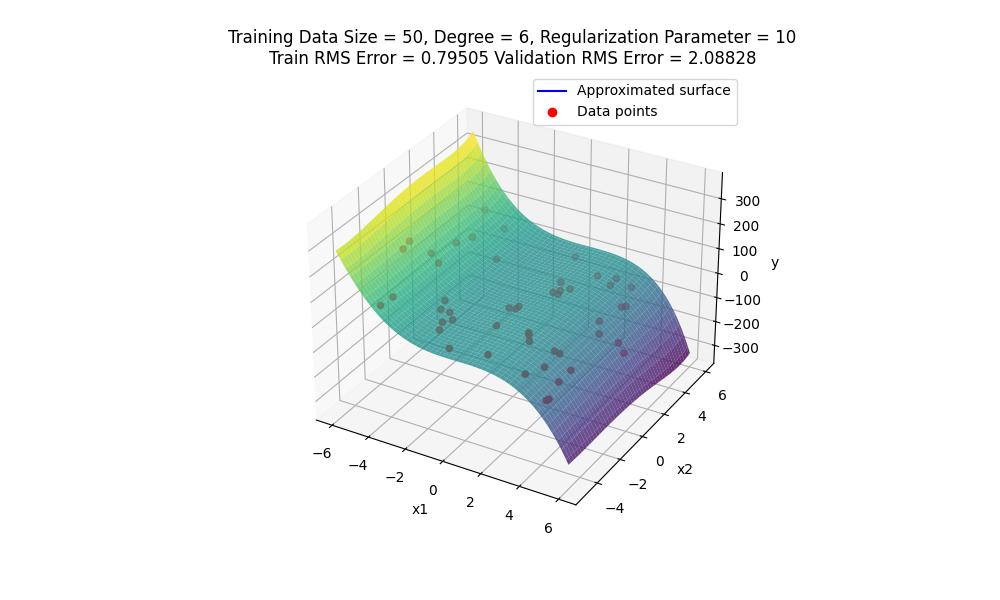 Training Data Size = 50, Degree = 6, Regularization Parameter = 10
Train RMS Error = 0.79505 Validation RMS Error = 2.08828
Approximated surface
Data points
300
200
100
0
−100
−200
−300
y
6
4
2
0
−2
−4
x2
−6
−4
−2
0
2
4
6
x1